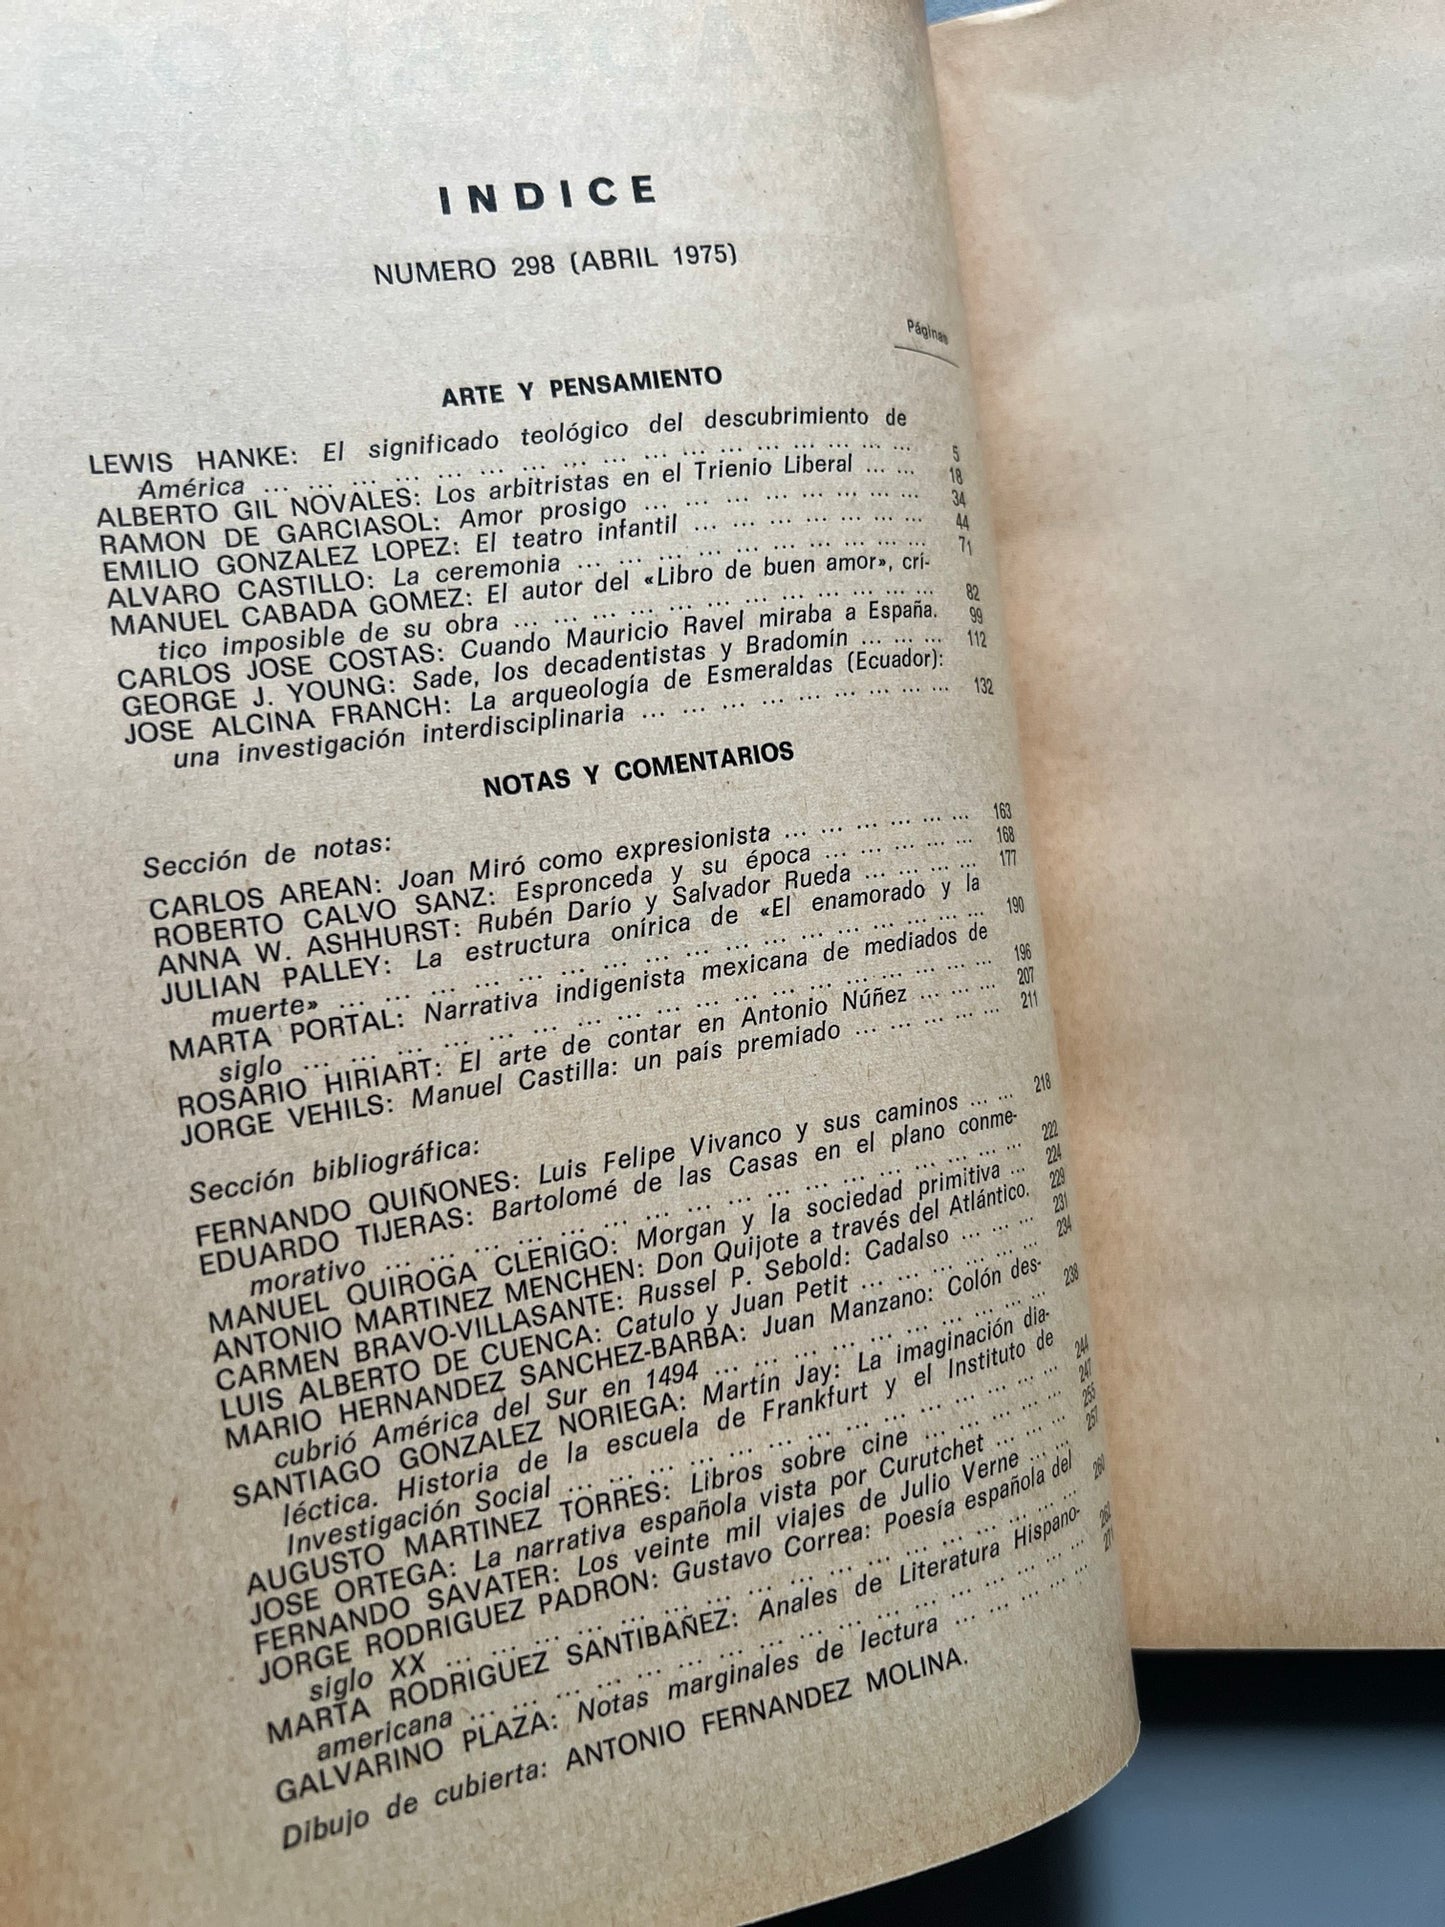 INDICE
NUMERO 298 (ABRIL 1975)
Páginas
ARTE Y PENSAMIENTO
LEWIS HANKE: El significado teológico del descubrimiento de
América ... ... ... ... ... ... ... ... ... ... ... ... ... ... ... ... 5
ALBERTO GIL NOVALES: Los arbitristas en el Trienio Liberal ... ... 18
RAMON DE GARCIASOL: Amor prosigo ... ... ... ... ... ... ... 34
EMILIO GONZALEZ LOPEZ: El teatro infantil ... ... ... ... ... ... 44
ALVARO CASTILLO: La ceremonia ... ... ... ... ... ... ... ... ... 71
MANUEL CABADA GOMEZ: El autor del «Libro de buen amor», crí-
tico imposible de su obra ... ... ... ... ... ... ... ... ... ... ... 82
CARLOS JOSE COSTAS: Cuando Mauricio Ravel miraba a España. 99
GEORGE J. YOUNG: Sade, los decadentistas y Bradomín ... ... ... 112
JOSE ALCINA FRANCH: La arqueología de Esmeraldas (Ecuador):
una investigación interdisciplinaria ... ... ... ... ... ... ... ... 132
NOTAS Y COMENTARIOS
Sección de notas:
CARLOS AREAN: Joan Miró como expresionista ... ... ... ... ... ... 163
ROBERTO CALVO SANZ: Espronceda y su época ... ... ... ... ... 168
ANNA W. ASHHURST: Rubén Darío y Salvador Rueda ... ... ... ... 177
JULIAN PALLEY: La estructura onírica de «El enamorado y la
muerte» ... ... ... ... ... ... ... ... ... ... ... ... ... ... ... 190
MARTA PORTAL: Narrativa indigenista mexicana de mediados de
siglo ... ... ... ... ... ... ... ... ... ... ... ... ... ... ... ... 196
ROSARIO HIRIART: El arte de contar en Antonio Núñez ... ... ... 207
JORGE VEHILS: Manuel Castilla: un país premiado ... ... ... ... ... 211
Sección bibliográfica:
FERNANDO QUIÑONES: Luis Felipe Vivanco y sus caminos ... ... 218
EDUARDO TIJERAS: Bartolomé de las Casas en el plano conme-
morativo ... ... ... ... ... ... ... ... ... ... ... ... ... ... ... 222
MANUEL QUIROGA CLERIGO: Morgan y la sociedad primitiva ... 224
ANTONIO MARTINEZ MENCHEN: Don Quijote a través del Atlántico. 229
CARMEN BRAVO-VILLASANTE: Russel P. Sebold: Cadalso ... ... ... 231
LUIS ALBERTO DE CUENCA: Catulo y Juan Petit ... ... ... ... ... 234
MARIO HERNANDEZ SANCHEZ-BARBA: Juan Manzano: Colón des-
cubrió América del Sur en 1494 ... ... ... ... ... ... ... ... ... 238
SANTIAGO GONZALEZ NORIEGA: Martín Jay: La imaginación dia-
léctica. Historia de la escuela de Frankfurt y el Instituto de
Investigación Social ... ... ... ... ... ... ... ... ... ... ... ... 244
AUGUSTO MARTINEZ TORRES: Libros sobre cine ... ... ... ... 247
JOSE ORTEGA: La narrativa española vista por Curutchet ... ... ... 255
FERNANDO SAVATER: Los veinte mil viajes de Julio Verne ... ... 257
JORGE RODRIGUEZ PADRON: Gustavo Correa: Poesía española del
siglo XX ... ... ... ... ... ... ... ... ... ... ... ... ... ... ... 260
MARTA RODRIGUEZ SANTIBAÑEZ: Anales de Literatura Hispano-
americana ... ... ... ... ... ... ... ... ... ... ... ... ... ... ...
GALVARINO PLAZA: Notas marginales de lectura ... ... ... ... ...
Dibujo de cubierta: ANTONIO FERNANDEZ MOLINA.